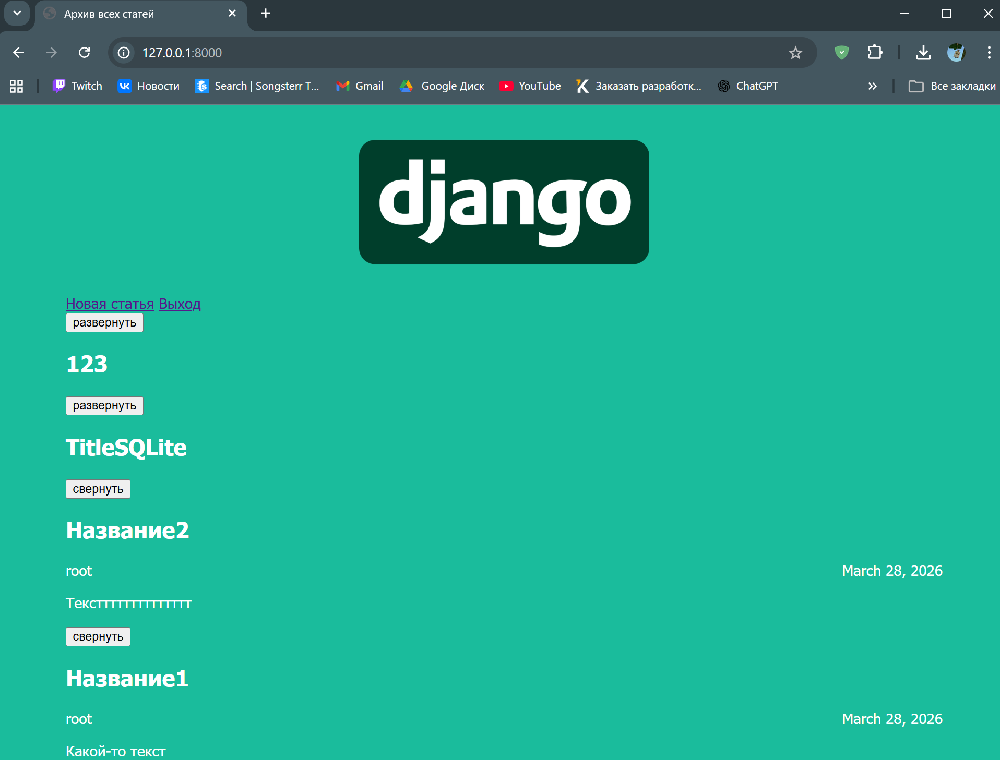 Архив всех статей
127.0.0.1:8000
Twitch Новости Search | Songsterr T... Gmail Google Диск YouTube Заказать разработк... ChatGPT Все закладки
django
Новая статья Выход
развернуть
123
развернуть
TitleSQLite
свернуть
Название2
root March 28, 2026
Текстттттттттттттт
свернуть
Название1
root March 28, 2026
Какой-то текст